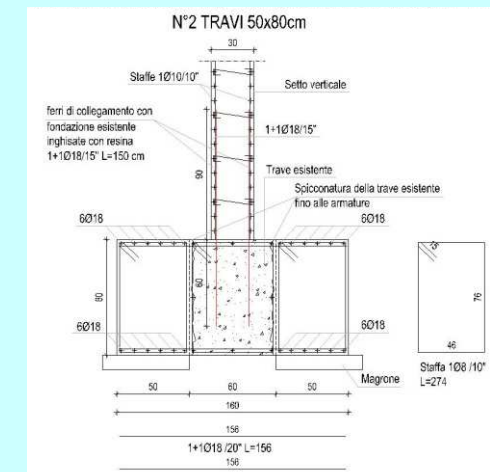 N°2 TRAVI 50x80cm
30
Staffe 1Ø10/10"
Setto verticale
ferri di collegamento con
fondazione esistente
inghisate con resina
1+1Ø18/15" L=150 cm
1+1Ø18/15"
90
Trave esistente
Spicconatura della trave esistente
fino alle armature
6Ø18
6Ø18
15
80
60
76
6Ø18
6Ø18
46
Staffa 1Ø8 /10"
L=274
Magrone
50
60
50
160
156
1+1Ø18 /20" L=156
156